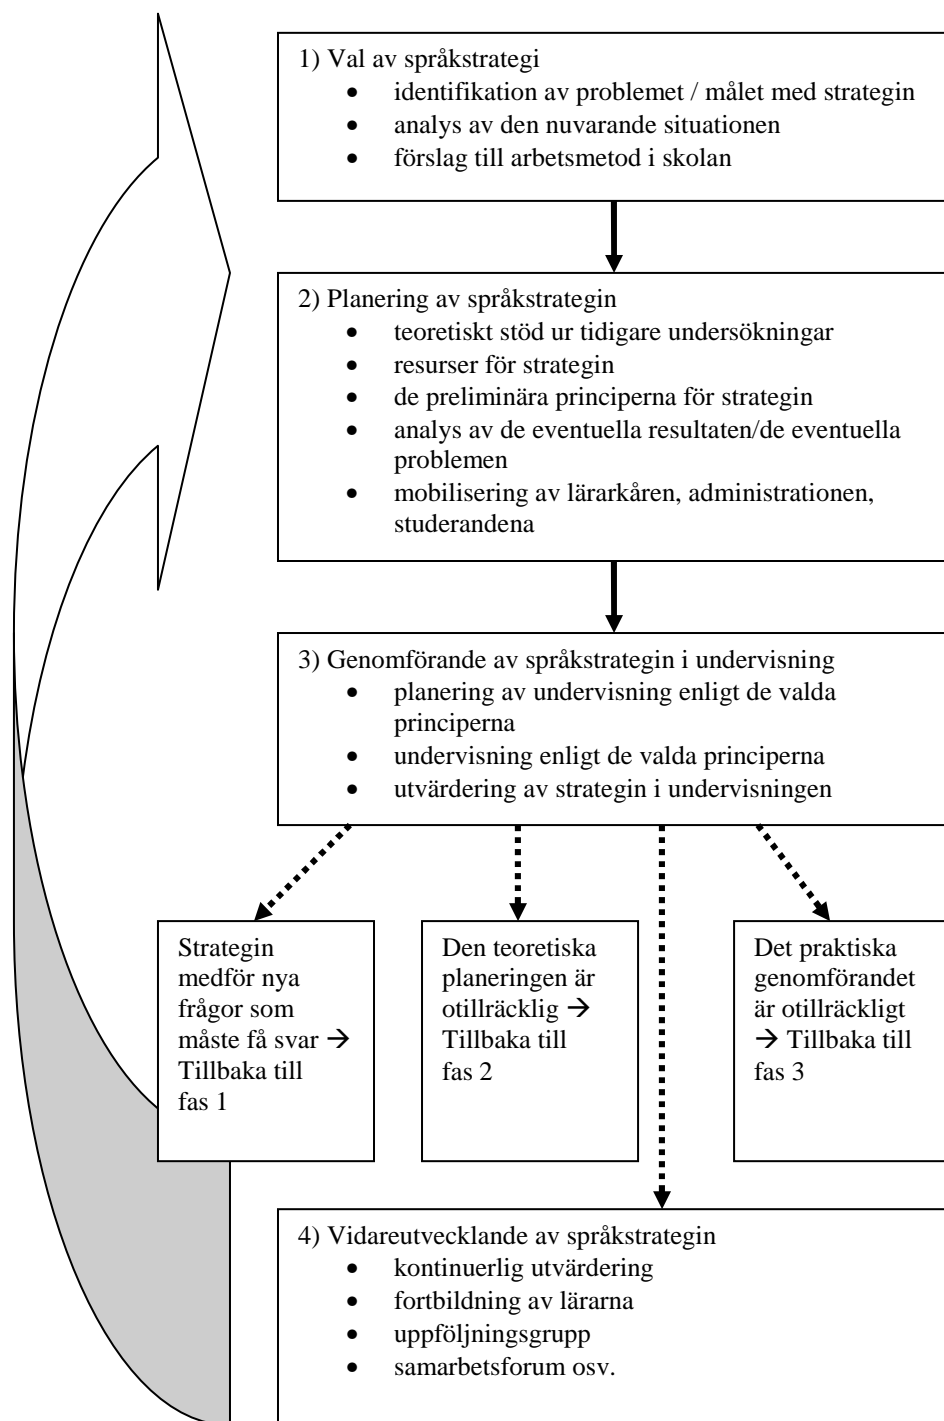 1) Val av språkstrategi
• identifikation av problemet / målet med strategin
• analys av den nuvarande situationen
• förslag till arbetsmetod i skolan
2) Planering av språkstrategin
• teoretiskt stöd ur tidigare undersökningar
• resurser för strategin
• de preliminära principerna för strategin
• analys av de eventuella resultaten/de eventuella
problemen
• mobilisering av lärarkåren, administrationen,
studerandena
3) Genomförande av språkstrategin i undervisning
• planering av undervisning enligt de valda
principerna
• undervisning enligt de valda principerna
• utvärdering av strategin i undervisningen
Strategin
medför nya
frågor som
måste få svar →
Tillbaka till
fas 1
Den teoretiska
planeringen är
otillräcklig →
Tillbaka till
fas 2
Det praktiska
genomförandet
är otillräckligt
→ Tillbaka till
fas 3
4) Vidareutvecklande av språkstrategin
• kontinuerlig utvärdering
• fortbildning av lärarna
• uppföljningsgrupp
• samarbetsforum osv.